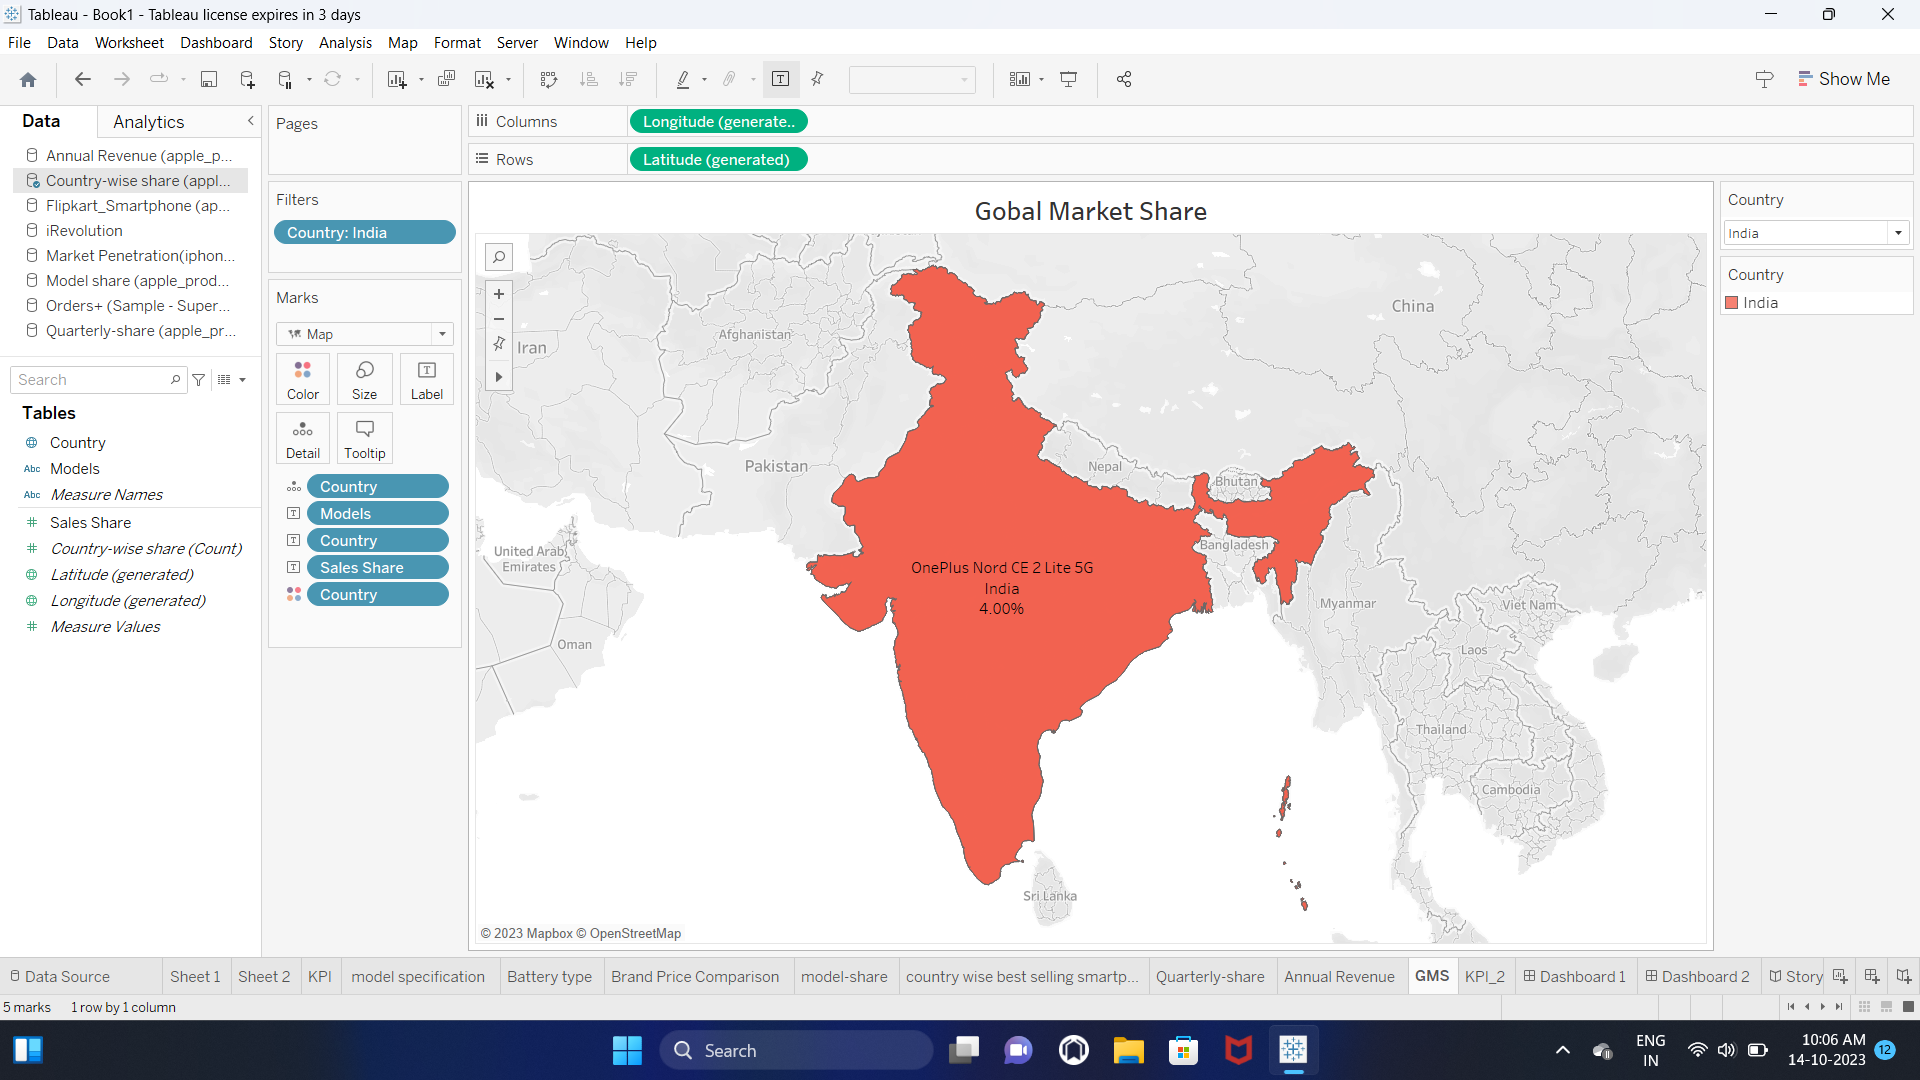 Tableau - Book1 - Tableau license expires in 3 days
File Data Worksheet Dashboard Story Analysis Map Format Server Window Help
Show Me
Data
Analytics
Annual Revenue (apple_p...
Country-wise share (appl...
Flipkart_Smartphone (ap...
iRevolution
Market Penetration(iphon...
Model share (apple_prod...
Orders+ (Sample - Super...
Quarterly-share (apple_pr...
Search
Tables
Country
Abc Models
Abc Measure Names
Sales Share
Country-wise share (Count)
Latitude (generated)
Longitude (generated)
Measure Values
Pages
Filters
Country: India
Marks
Map
Color Size Label
Detail Tooltip
Country
Models
Country
Sales Share
Country
Columns
Longitude (generate..
Rows
Latitude (generated)
Gobal Market Share
China
Afghanistan
Iran
Pakistan
Nepal
Bhutan
United Arab
Emirates
Bangladesh
OnePlus Nord CE 2 Lite 5G
India
4.00%
Myanmar
Viet Nam
Oman
Laos
Thailand
Cambodia
Sri Lanka
© 2023 Mapbox © OpenStreetMap
Country
India
Country
India
Data Source Sheet 1 Sheet 2 KPI model specification Battery type Brand Price Comparison model-share country wise best selling smartp... Quarterly-share Annual Revenue GMS KPI_2 Dashboard 1 Dashboard 2 Story
5 marks 1 row by 1 column
Search
ENG
IN
10:06 AM
14-10-2023
12